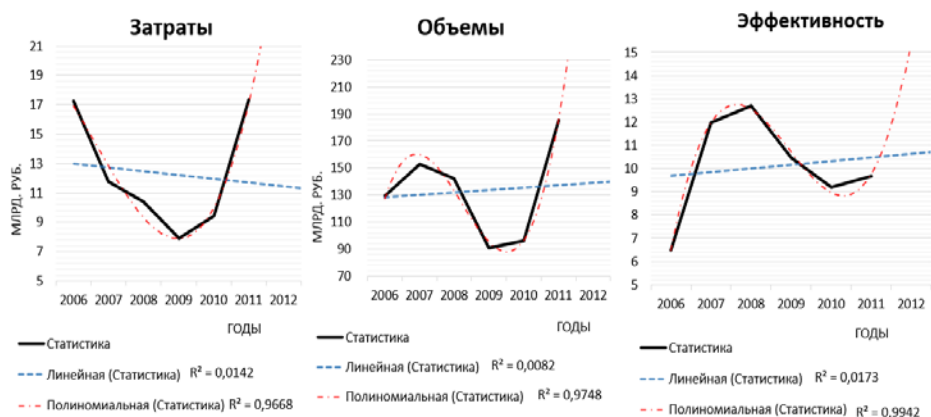 Затраты
21
19
17
15
13
11
9
7
5
МЛРД. РУБ.
2006 2007 2008 2009 2010 2011 2012
ГОДЫ
Статистика
Линейная (Статистика) R² = 0,0142
Полиномиальная (Статистика) R² = 0,9668
Объемы
230
210
190
170
150
130
110
90
70
МЛРД. РУБ.
2006 2007 2008 2009 2010 2011 2012
ГОДЫ
Статистика
Линейная (Статистика) R² = 0,0082
Полиномиальная (Статистика) R² = 0,9748
Эффективность
15
14
13
12
11
10
9
8
7
6
5
2006 2007 2008 2009 2010 2011 2012
ГОДЫ
Статистика
Линейная (Статистика) R² = 0,0173
Полиномиальная (Статистика) R² = 0,9942